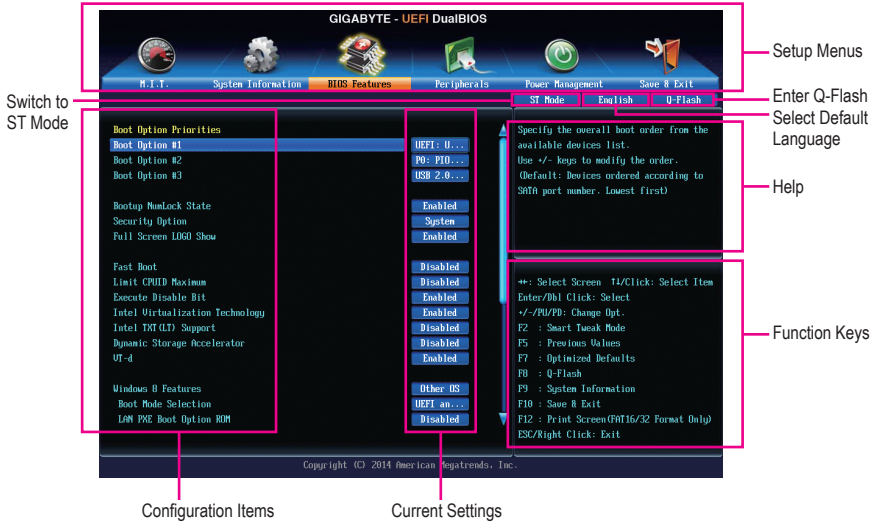 GIGABYTE - UEFI DualBIOS
M.I.T. System Information BIOS Features Peripherals Power Management Save & Exit
Setup Menus
ST Mode English Q-Flash
Switch to
ST Mode
Enter Q-Flash
Select Default
Language
Boot Option Priorities
Boot Option #1 UEFI: U...
Boot Option #2 P0: PIO...
Boot Option #3 USB 2.0...
Bootup NumLock State Enabled
Security Option System
Full Screen LOGO Show Enabled
Fast Boot Disabled
Limit CPUID Maximum Disabled
Execute Disable Bit Enabled
Intel Virtualization Technology Enabled
Intel TXT(LT) Support Disabled
Dynamic Storage Accelerator Disabled
VT-d Enabled
Windows 8 Features Other OS
Boot Mode Selection UEFI an...
LAN PXE Boot Option ROM Disabled
Specify the overall boot order from the
available devices list.
Use +/- keys to modify the order.
(Default: Devices ordered according to
SATA port number. Lowest first)
Help
→←: Select Screen ↑↓/Click: Select Item
Enter/Dbl Click: Select
+/-/PU/PD: Change Opt.
F2 : Smart Tweak Mode
F5 : Previous Values
F7 : Optimized Defaults
F8 : Q-Flash
F9 : System Information
F10 : Save & Exit
F12 : Print Screen(FAT16/32 Format Only)
ESC/Right Click: Exit
Function Keys
Copyright (C) 2014 American Megatrends, Inc.
Configuration Items
Current Settings